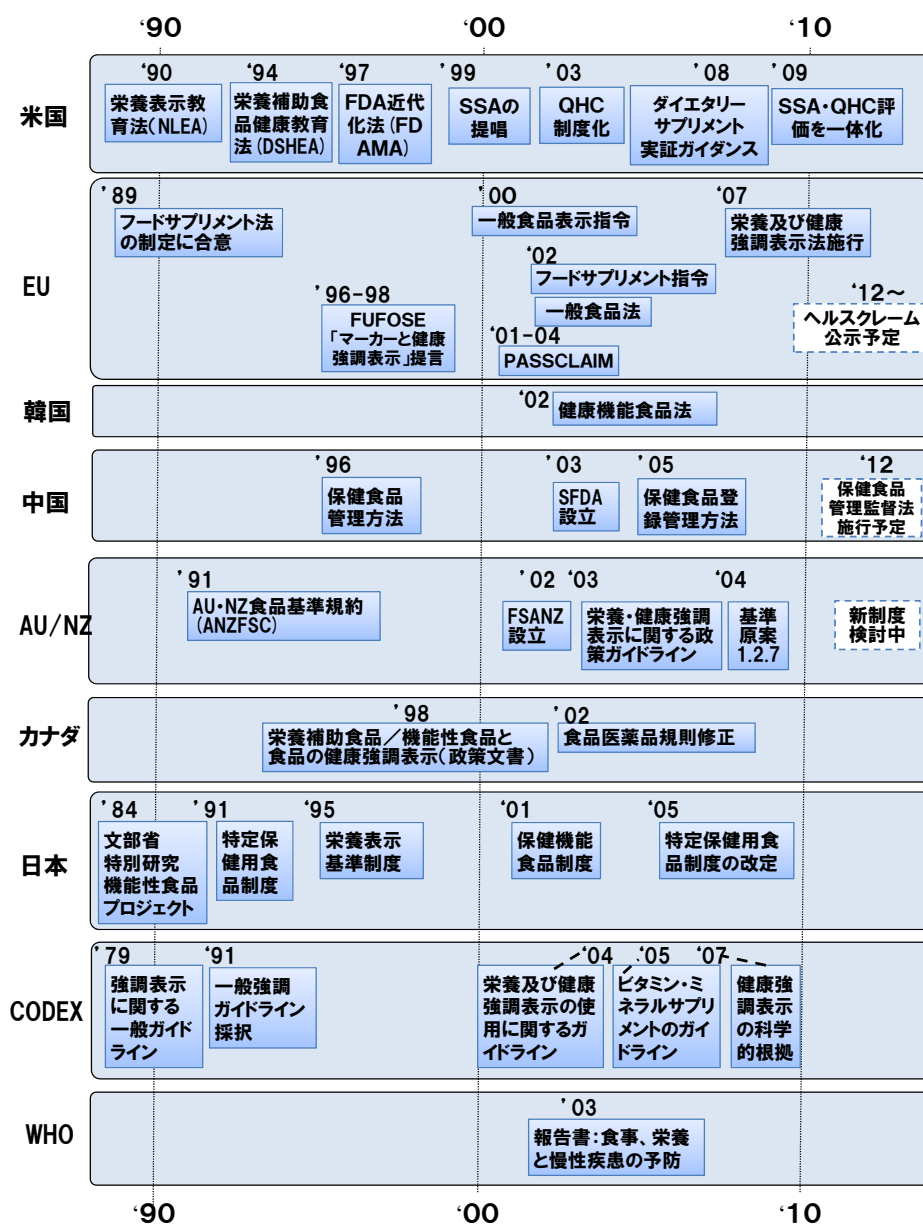 ‘90 ‘00 ‘10
米国
‘90
栄養表示教
育法(NLEA)
‘94
栄養補助食
品健康教育
法(DSHEA)
‘97
FDA近代
化法(FD
AMA)
‘99
SSAの
提唱
‘03
QHC
制度化
‘08
ダイエタリー
サプリメント
実証ガイダンス
‘09
SSA・QHC評
価を一体化
EU
’89
フードサプリメント法
の制定に合意
‘96-98
FUFOSE
「マーカーと健康
強調表示」提言
‘00
一般食品表示指令
‘02
フードサプリメント指令
一般食品法
‘01-04
PASSCLAIM
’07
栄養及び健康
強調表示法施行
‘12～
ヘルスクレーム
公示予定
韓国
‘02
健康機能食品法
中国
’96
保健食品
管理方法
’03
SFDA
設立
’05
保健食品登
録管理方法
‘12
保健食品
管理監督法
施行予定
AU/NZ
’91
AU・NZ食品基準規約
(ANZFSC)
’02
FSANZ
設立
‘03
栄養・健康強調
表示に関する政
策ガイドライン
’04
基準
原案
1.2.7
新制度
検討中
カナダ
’98
栄養補助食品／機能性食品と
食品の健康強調表示(政策文書)
’02
食品医薬品規則修正
日本
’84
文部省
特別研究
機能性食品
プロジェクト
’91
特定保
健用食
品制度
‘95
栄養表示
基準制度
‘01
保健機能
食品制度
’05
特定保健用食
品制度の改定
CODEX
’79
強調表示
に関する
一般ガイド
ライン
‘91
一般強調
ガイドライン
採択
‘04
栄養及び健康
強調表示の使
用に関するガ
イドライン
‘05
ビタミン・ミ
ネラルサプリ
メントのガイ
ドライン
‘07
健康強
調表示
の科学
的根拠
WHO
’03
報告書：食事、栄養
と慢性疾患の予防
‘90 ‘00 ‘10